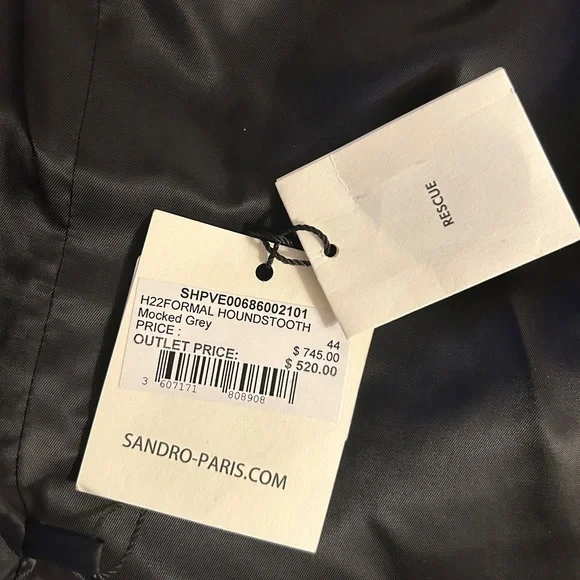 RESCUE
SHPVE00686002101
H22FORMAL HOUNDSTOOTH
Mocked Grey 44
PRICE : $ 745.00
OUTLET PRICE: $ 520.00
3 607171 808908
SANDRO-PARIS.COM